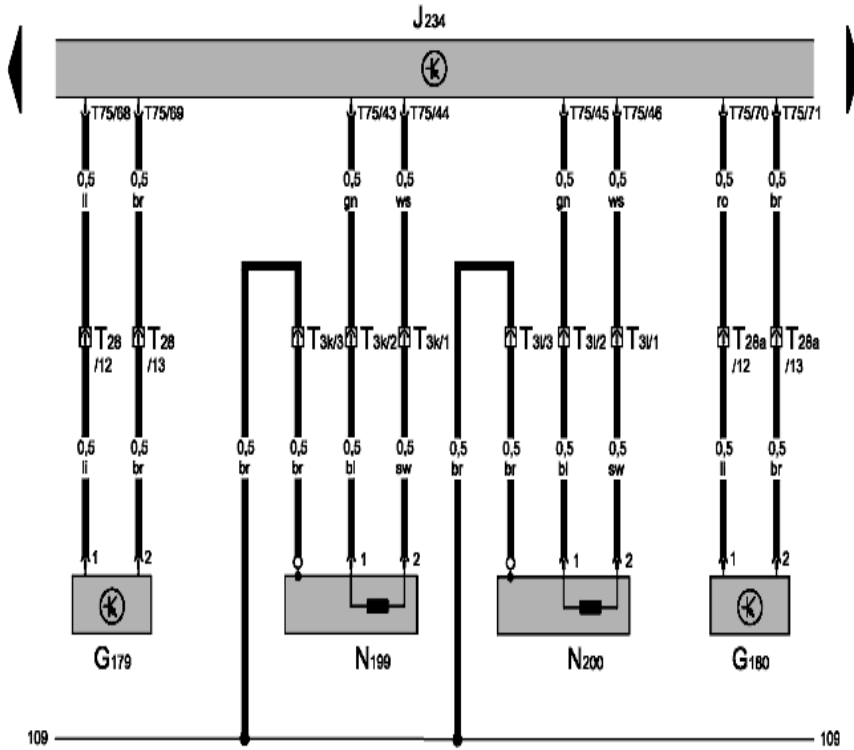 J234
T75/68 T75/69 T75/43 T75/44 T75/45 T75/46 T75/70 T75/71
0,5 0,5 0,5 0,5 0,5 0,5 0,5 0,5
li br gn ws gn ws ro br
T28 T28 T3k/3 T3k/2 T3k/1 T3l/3 T3l/2 T3l/1 T28a T28a
/12 /13 /12 /13
0,5 0,5 0,5 0,5 0,5 0,5 0,5 0,5 0,5 0,5 0,5 0,5
li br br br bl sw br br bl sw li br
1 2 1 2 1 2 1 2
G179 N199 N200 G180
109 109